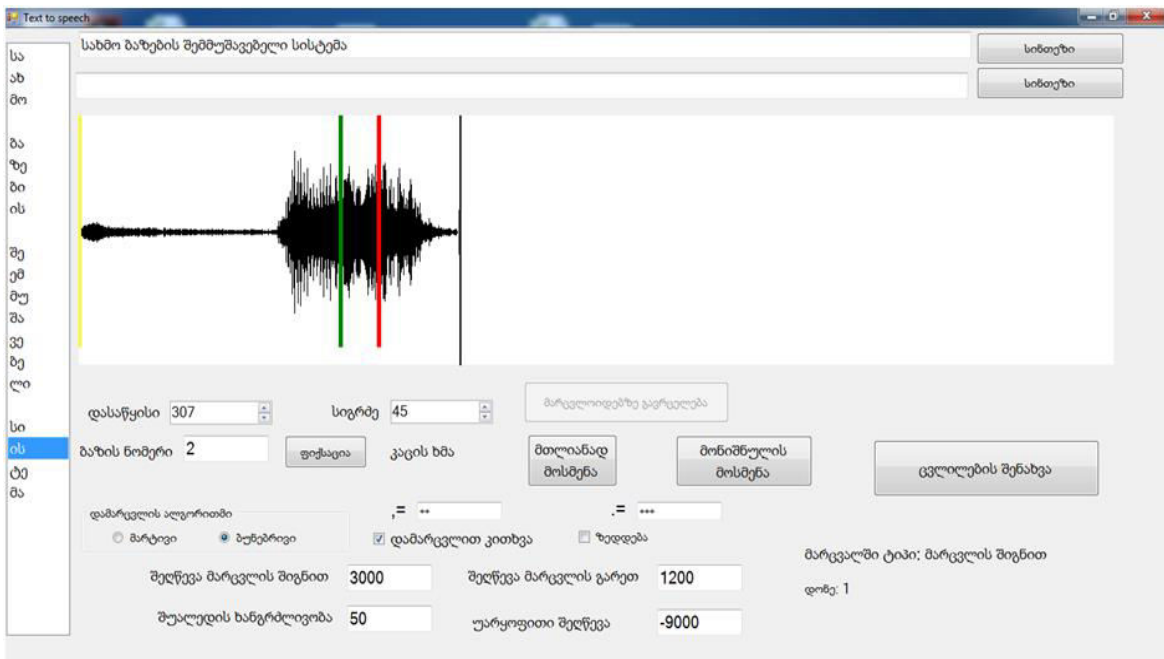 Text to speech
სახმო ბაზების შემმუშავებელი სისტემა
სინთეზი
სინთეზი
სა
ახ
მო
ბა
ზე
ბი
ის
შე
ემ
მუ
შა
ვე
ბე
ლი
სი
ის
ტე
მა
დასაწყისი 307
სიგრძე 45
მარცვლოიდებზე გავრცელება
ბაზის ნომერი 2
ფიქსაცია
კაცის ხმა
მთლიანად
მოსმენა
მონიშნულის
მოსმენა
ცვლილების შენახვა
დამარცვლის ალგორითმი
მარტივი
ბუნებრივი
,= --
.= ---
დამარცვლით კითხვა
ზედდება
მარცვალში ტიპი; მარცვლის შიგნით
დონე: 1
შეღწევა მარცვლის შიგნით 3000
შეღწევა მარცვლის გარეთ 1200
შუალედის ხანგრძლივობა 50
უარყოფითი შეღწევა -9000